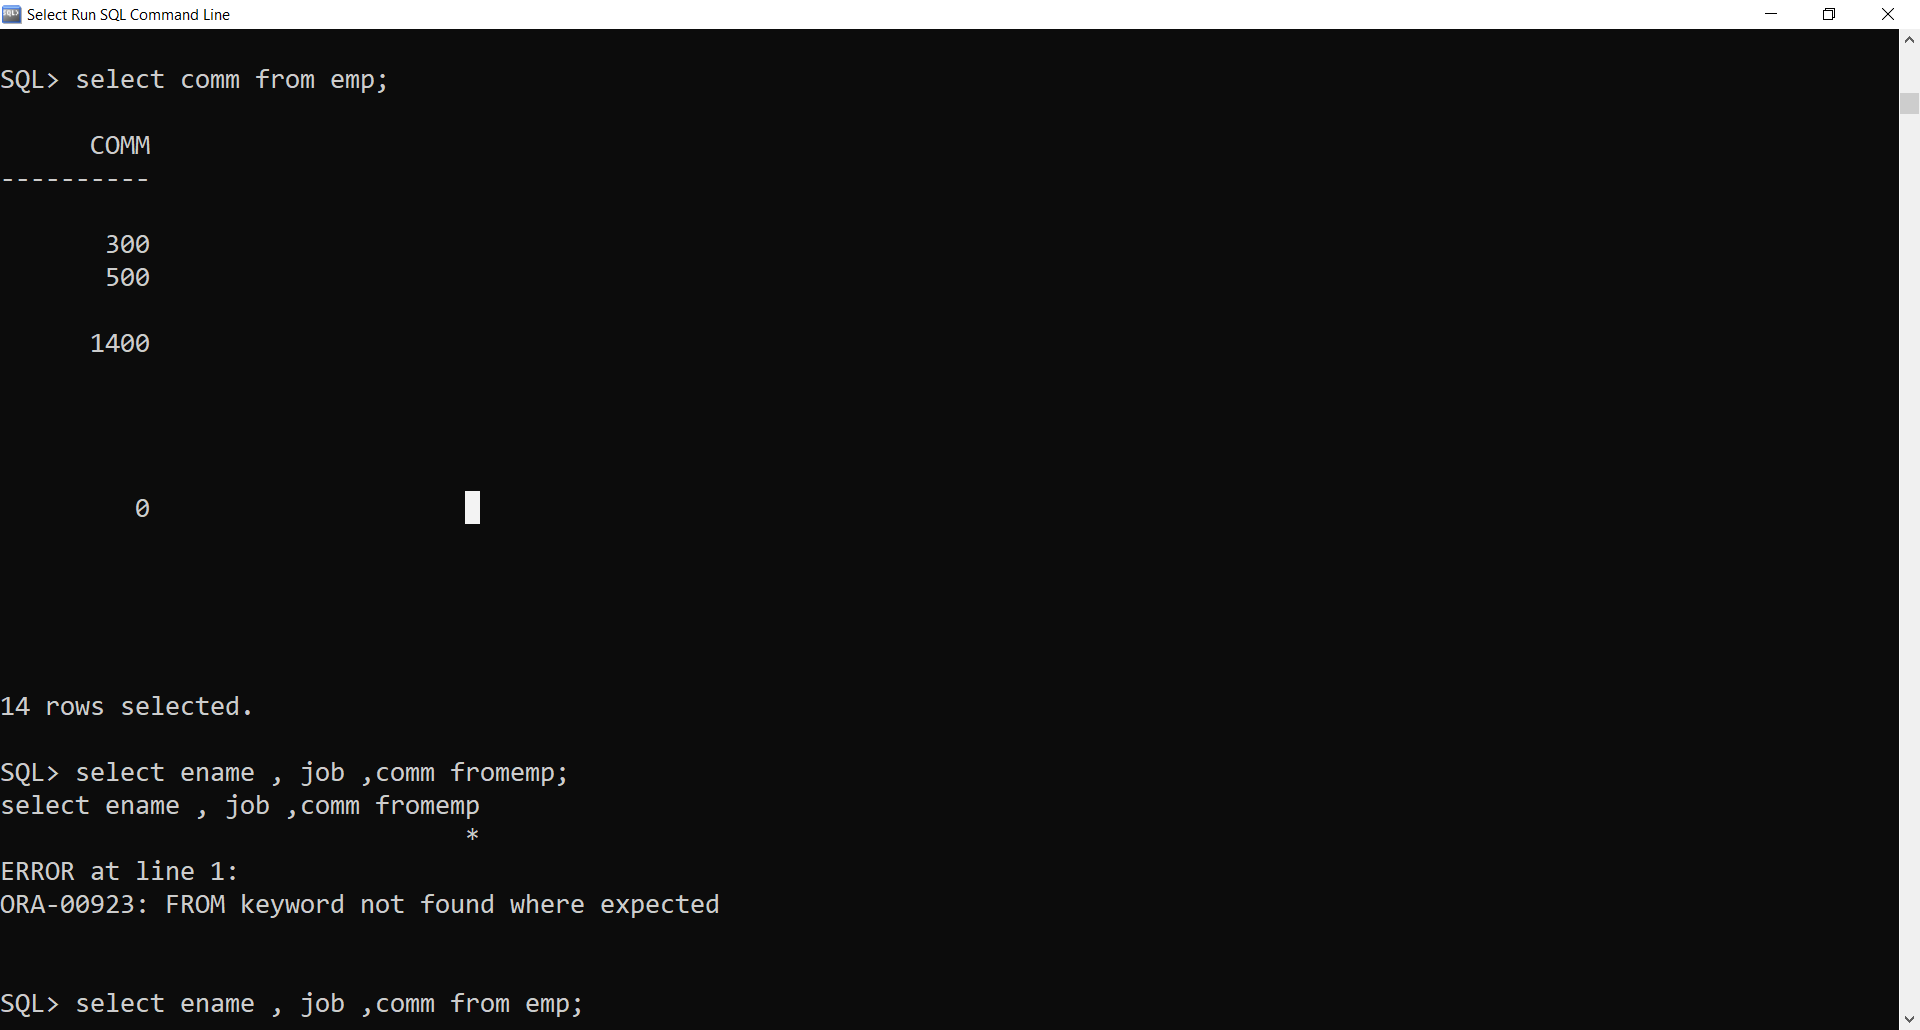 Select Run SQL Command Line
SQL> select comm from emp;
COMM
----------
300
500
1400
0
14 rows selected.
SQL> select ename , job ,comm fromemp;
select ename , job ,comm fromemp
*
ERROR at line 1:
ORA-00923: FROM keyword not found where expected
SQL> select ename , job ,comm from emp;